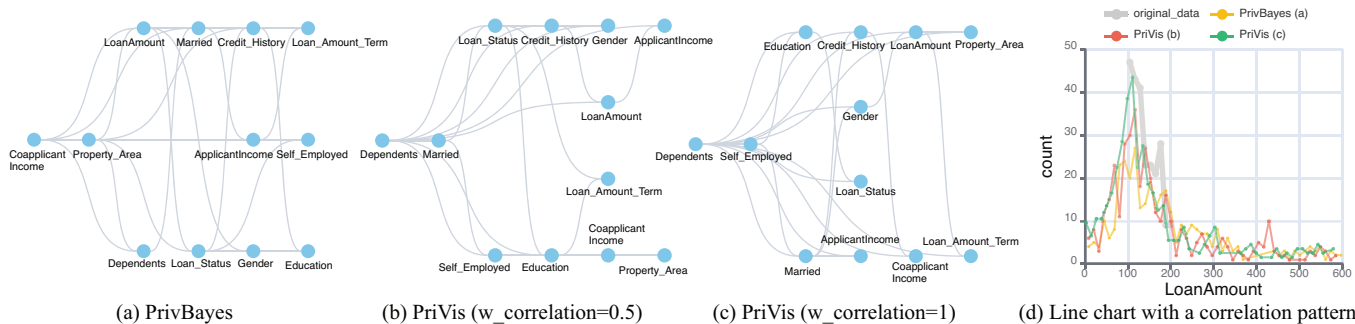 LoanAmount Married Credit_History Loan_Amount_Term
Coapplicant
Income
Property_Area ApplicantIncome Self_Employed
Dependents Loan_Status Gender Education
(a) PrivBayes
Loan_Status Credit_History Gender ApplicantIncome
LoanAmount
Dependents Married
Loan_Amount_Term
Coapplicant
Income
Self_Employed Education Property_Area
(b) PriVis (w_correlation=0.5)
Education Credit_History LoanAmount Property_Area
Gender
Dependents Self_Employed
Loan_Status
ApplicantIncome Loan_Amount_Term
Married Coapplicant
Income
(c) PriVis (w_correlation=1)
original_data PrivBayes (a)
PriVis (b) PriVis (c)
50
40
30
20
10
0
count
0 100 200 300 400 500 600
LoanAmount
(d) Line chart with a correlation pattern